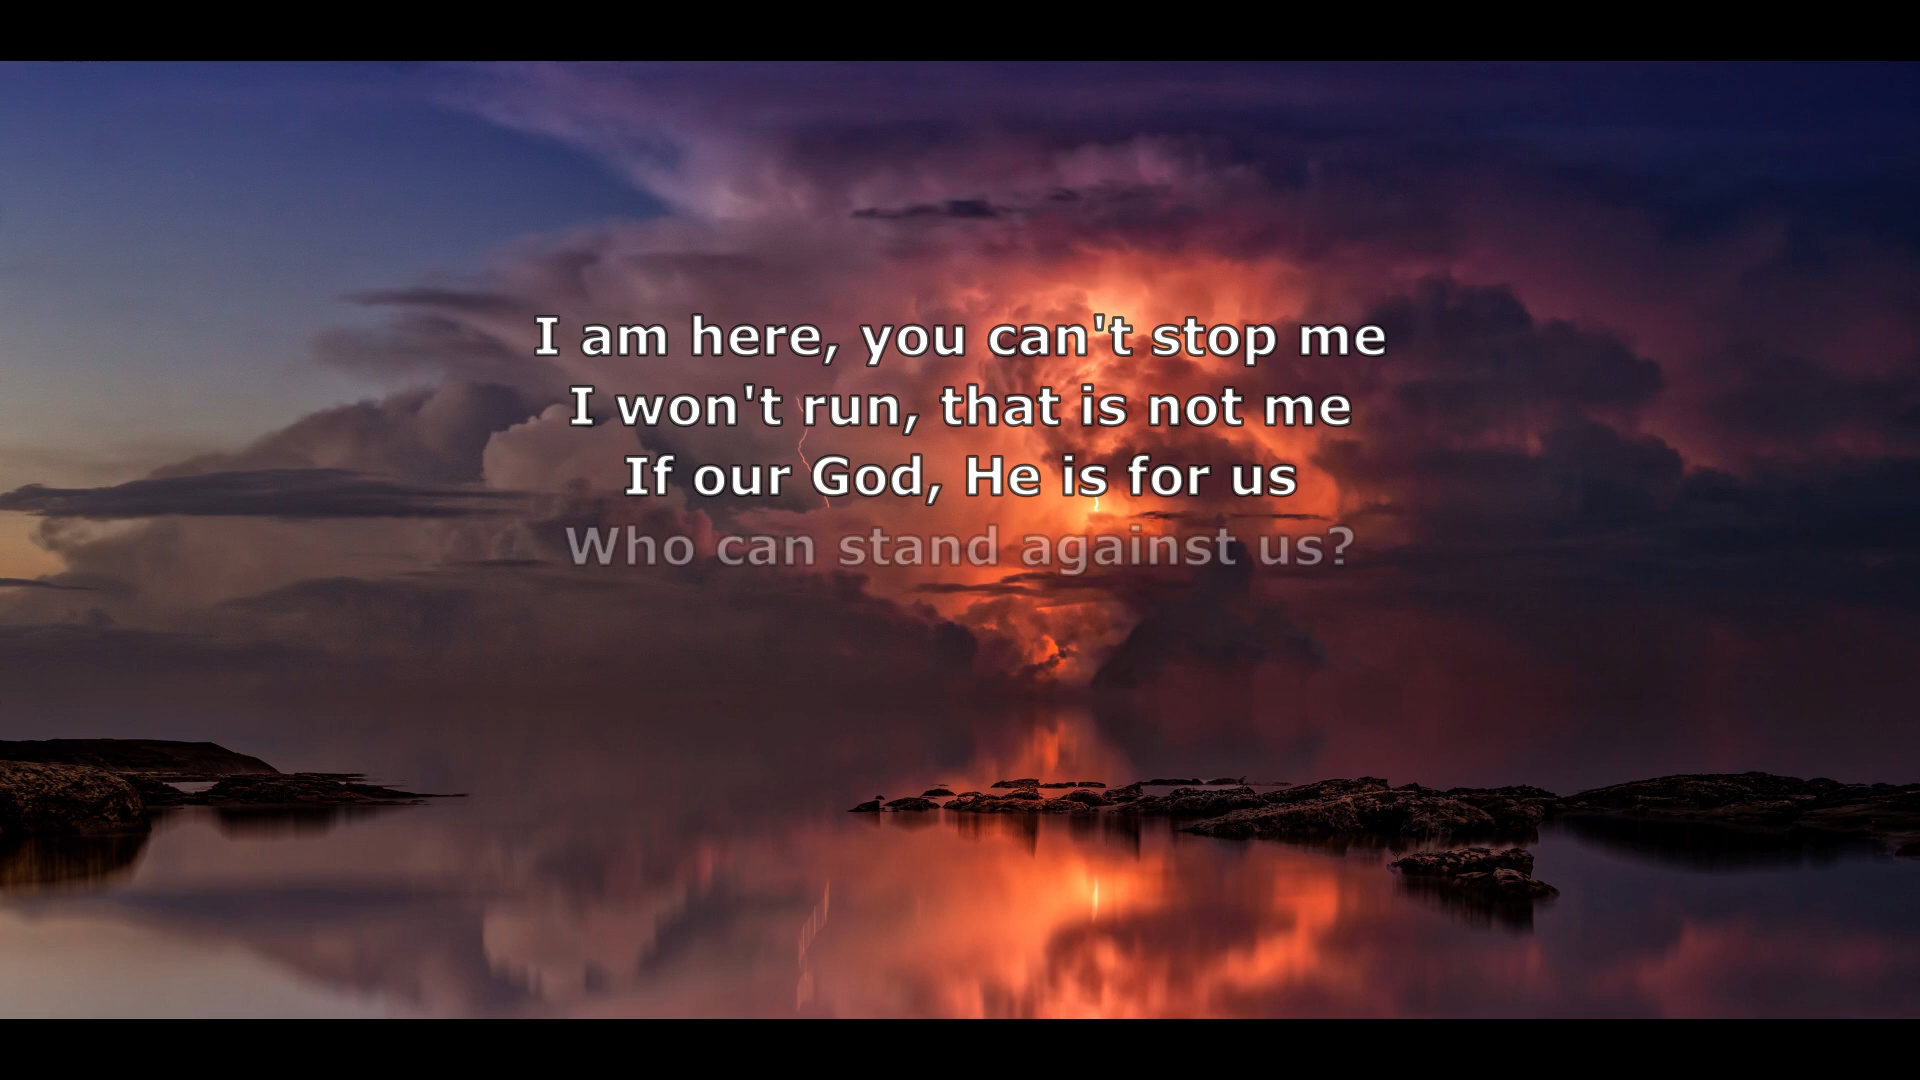 I am here, you can't stop me
I won't run, that is not me
If our God, He is for us
Who can stand against us?